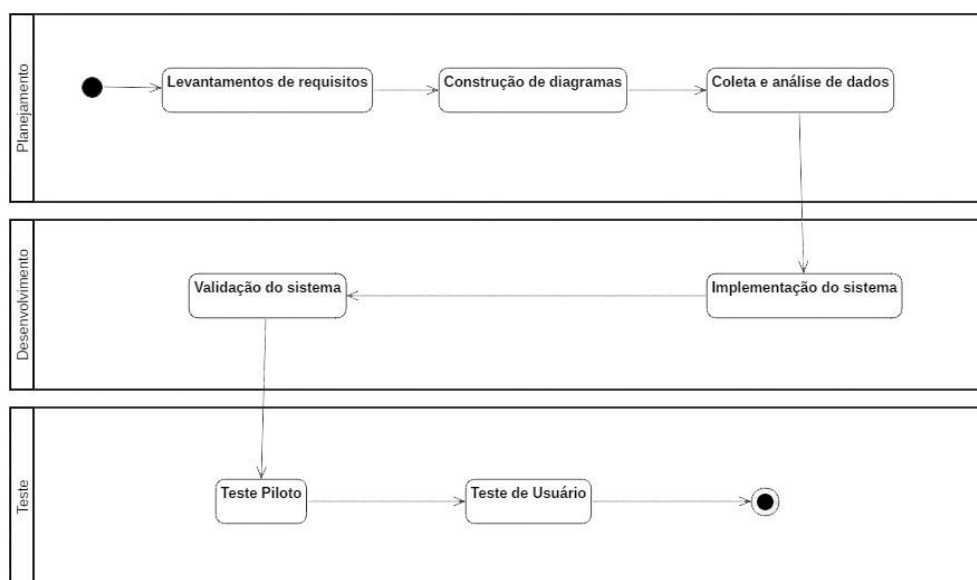 Planejamento
Levantamentos de requisitos
Construção de diagramas
Coleta e análise de dados
Desenvolvimento
Validação do sistema
Implementação do sistema
Teste
Teste Piloto
Teste de Usuário